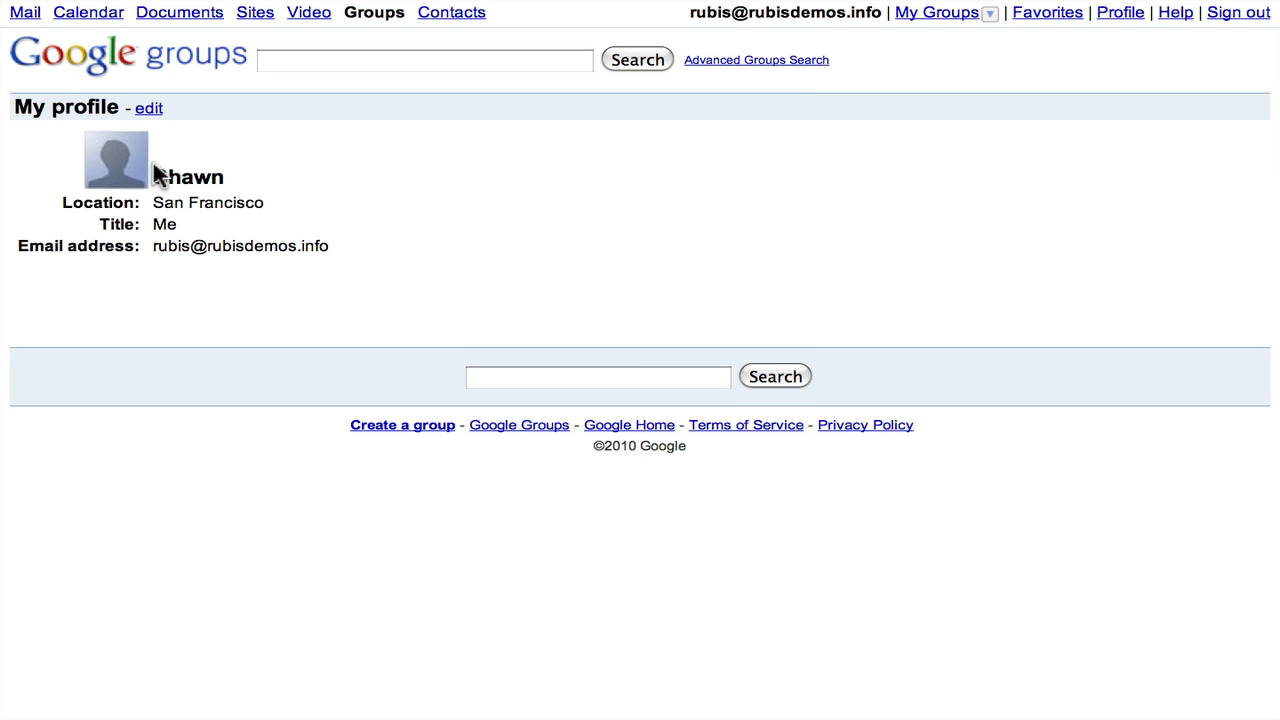 Mail Calendar Documents Sites Video Groups Contacts rubis@rubisdemos.info | My Groups | Favorites | Profile | Help | Sign out
Google groups Search Advanced Groups Search
My profile - edit
hawn
Location: San Francisco
Title: Me
Email address: rubis@rubisdemos.info
Search
Create a group - Google Groups - Google Home - Terms of Service - Privacy Policy
©2010 Google